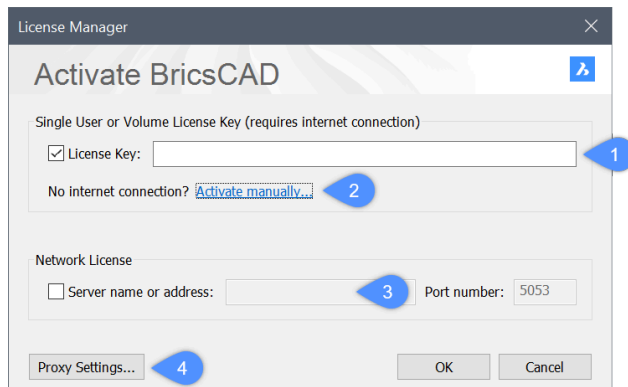 License Manager
Activate BricsCAD
Single User or Volume License Key (requires internet connection)
License Key:
1
No internet connection? Activate manually...
2
Network License
Server name or address:
3
Port number: 5053
Proxy Settings...
4
OK
Cancel